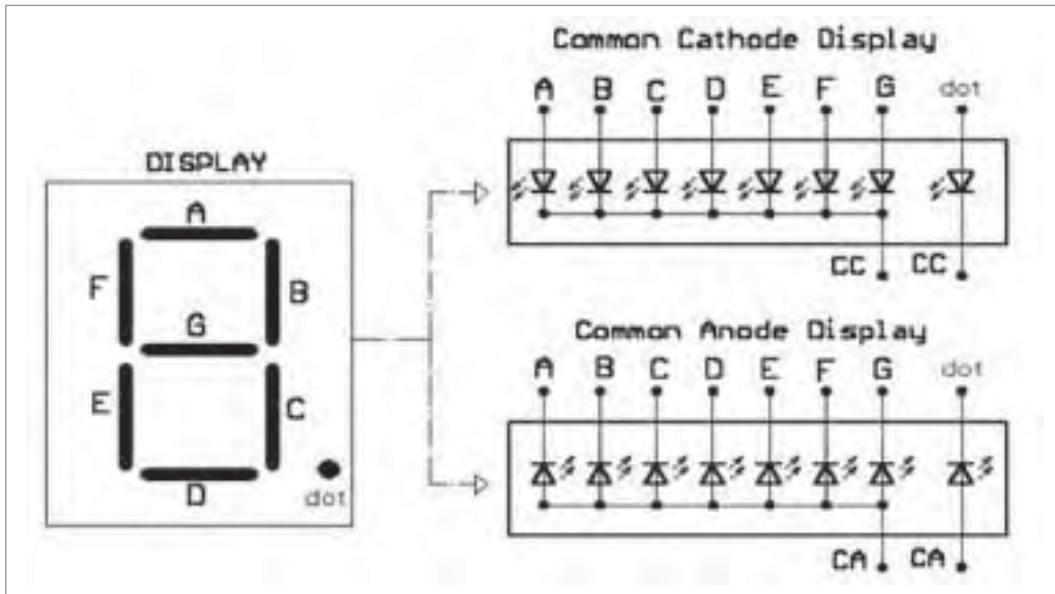 Common Cathode Display
A B C D E F G dot
CC CC
DISPLAY
A
F
B
G
E
C
D
dot
Common Anode Display
A B C D E F G dot
CA CA